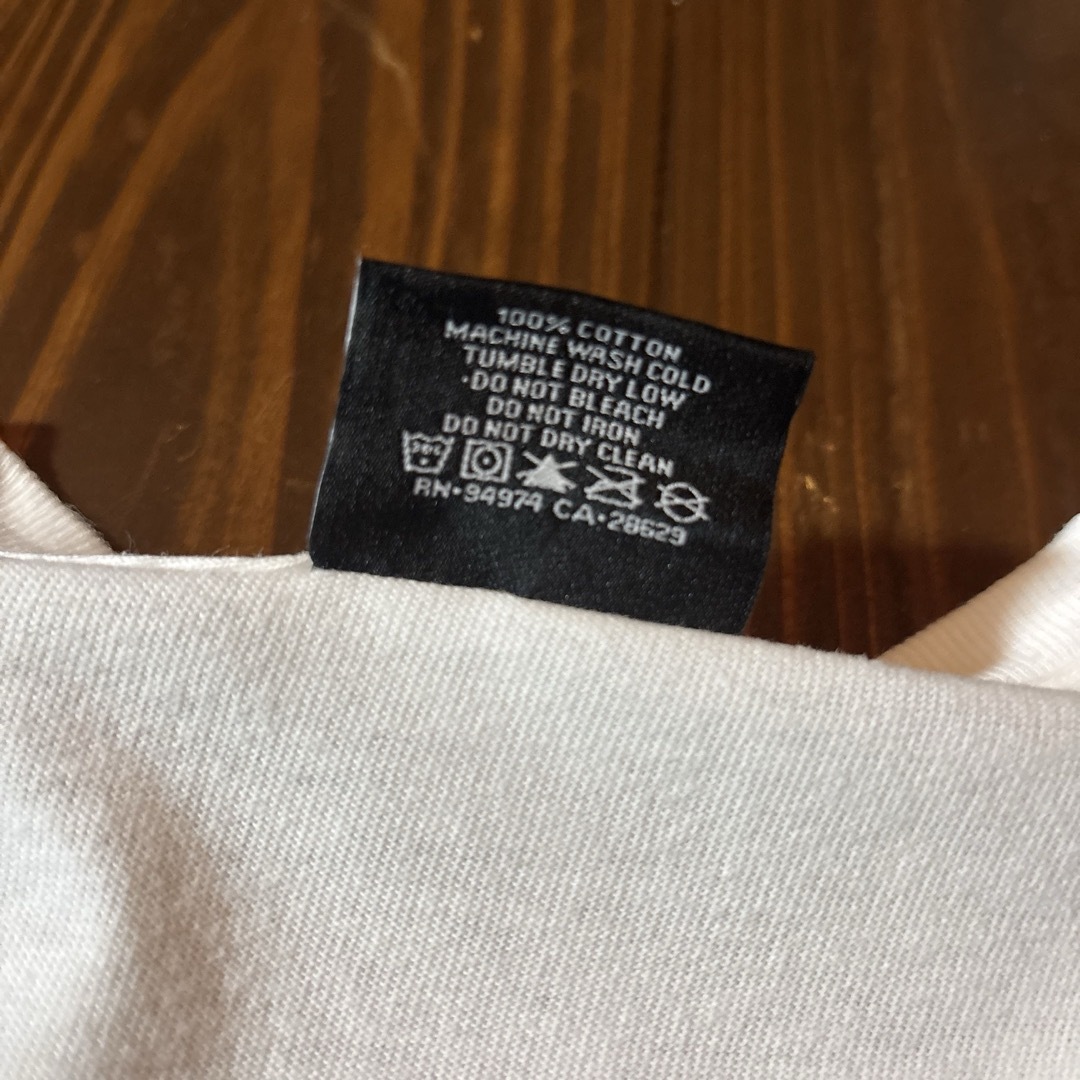 100% COTTON
MACHINE WASH COLD
TUMBLE DRY LOW
·DO NOT BLEACH
DO NOT IRON
DO NOT DRY CLEAN
RN·94974 CA·28629